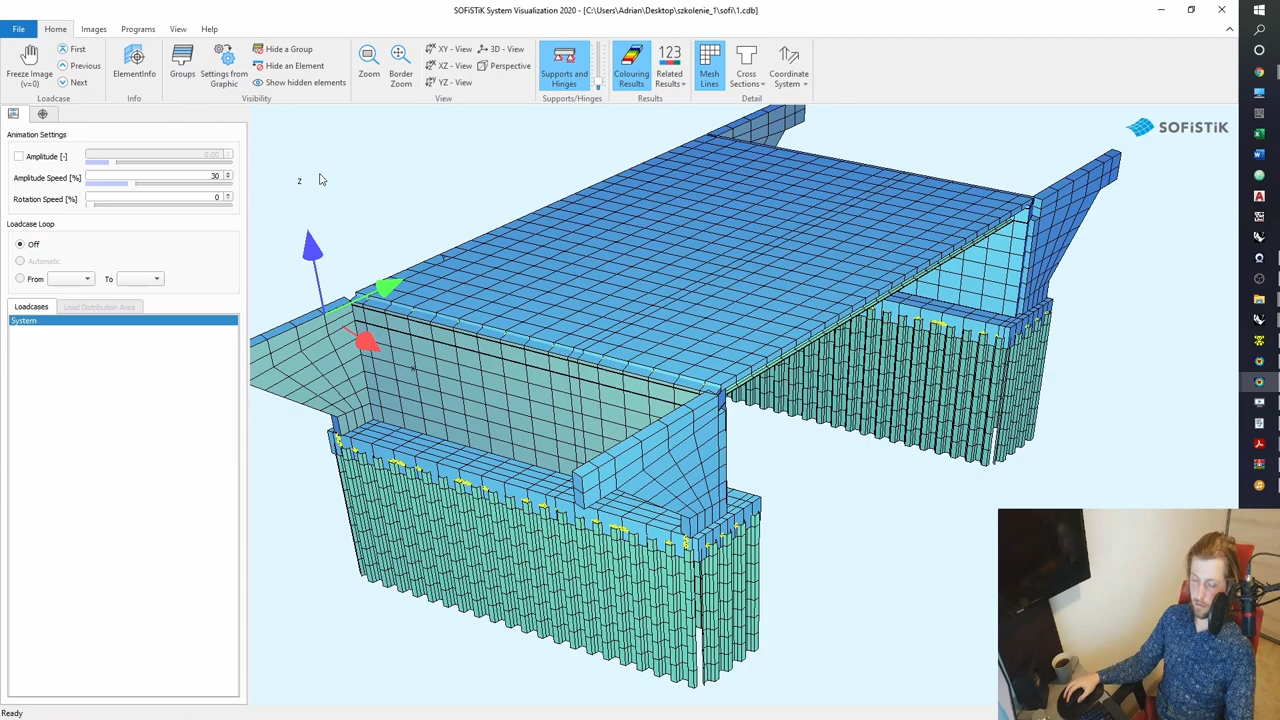 SOFiSTiK System Visualization 2020 - [C:\Users\Adrian\Desktop\szkolenie_1\sofi\1.cdb]
File Home Images Programs View Help
Freeze Image (v=0)
First
Previous
Next
Loadcase
ElementInfo
Info
Groups
Settings from Graphic
Hide a Group
Hide an Element
Show hidden elements
Visibility
Zoom
Border Zoom
XY - View
XZ - View
YZ - View
3D - View
Perspective
View
Supports and Hinges
Supports/Hinges
Colouring Results
123
Related Results
Results
Mesh Lines
Cross Sections
Coordinate System
Detail
SOFiSTiK
Animation Settings
Amplitude [-] 0.00
Amplitude Speed [%] 30
Rotation Speed [%] 0
Loadcase Loop
Off
Automatic
From To
Loadcases Load Distribution Area
System
z
x
Ready